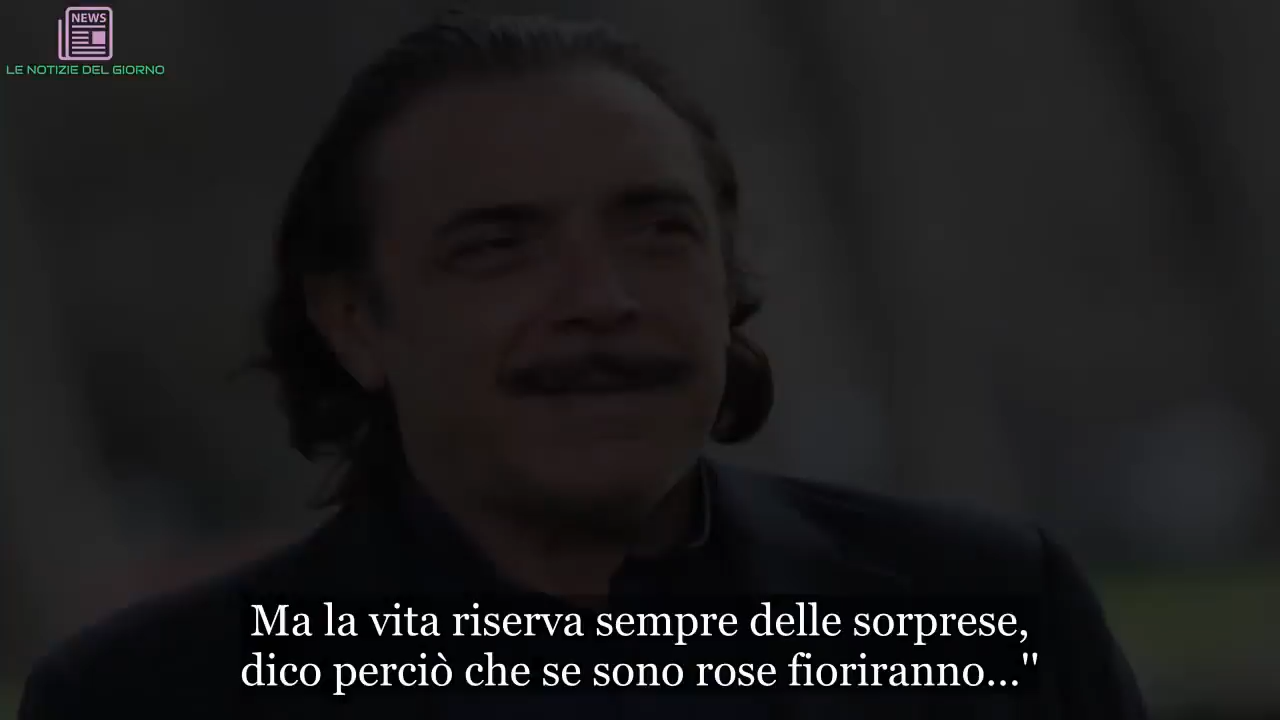 NEWS
LE NOTIZIE DEL GIORNO
Ma la vita riserva sempre delle sorprese,
dico perciò che se sono rose fioriranno..."